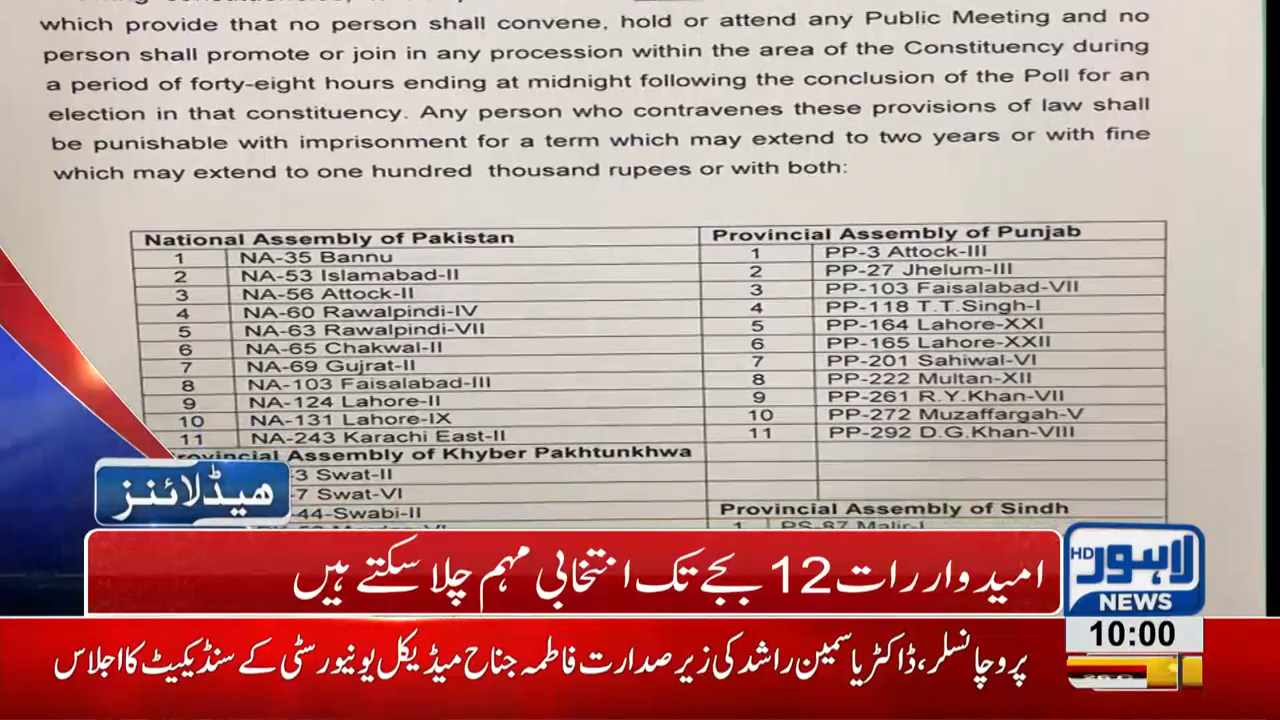 which provide that no person shall convene, hold or attend any Public Meeting and no
person shall promote or join in any procession within the area of the Constituency during
a period of forty-eight hours ending at midnight following the conclusion of the Poll for an
election in that constituency. Any person who contravenes these provisions of law shall
be punishable with imprisonment for a term which may extend to two years or with fine
which may extend to one hundred thousand rupees or with both:
National Assembly of Pakistan Provincial Assembly of Punjab
1 NA-35 Bannu 1 PP-3 Attock-III
2 NA-53 Islamabad-II 2 PP-27 Jhelum-III
3 NA-56 Attock-II 3 PP-103 Faisalabad-VII
4 NA-60 Rawalpindi-IV 4 PP-118 T.T.Singh-I
5 NA-63 Rawalpindi-VII 5 PP-164 Lahore-XXI
6 NA-65 Chakwal-II 6 PP-165 Lahore-XXII
7 NA-69 Gujrat-II 7 PP-201 Sahiwal-VI
8 NA-103 Faisalabad-III 8 PP-222 Multan-XII
9 NA-124 Lahore-II 9 PP-261 R.Y.Khan-VII
10 NA-131 Lahore-IX 10 PP-272 Muzaffargah-V
11 NA-243 Karachi East-II 11 PP-292 D.G.Khan-VIII
Assembly of Khyber Pakhtunkhwa
3 Swat-II
7 Swat-VI
44-Swabi-II Provincial Assembly of Sindh
1 PS-87 Malir-I
ہیڈلائنز
امیدوار رات 12 بجے تک انتخابی مہم چلا سکتے ہیں
HD لاہور
NEWS
10:00
پروچانسلر، ڈاکٹر یاسمین راشد کی زیر صدارت فاطمہ جناح میڈیکل یونیورسٹی کے سنڈیکیٹ کا اجلاس